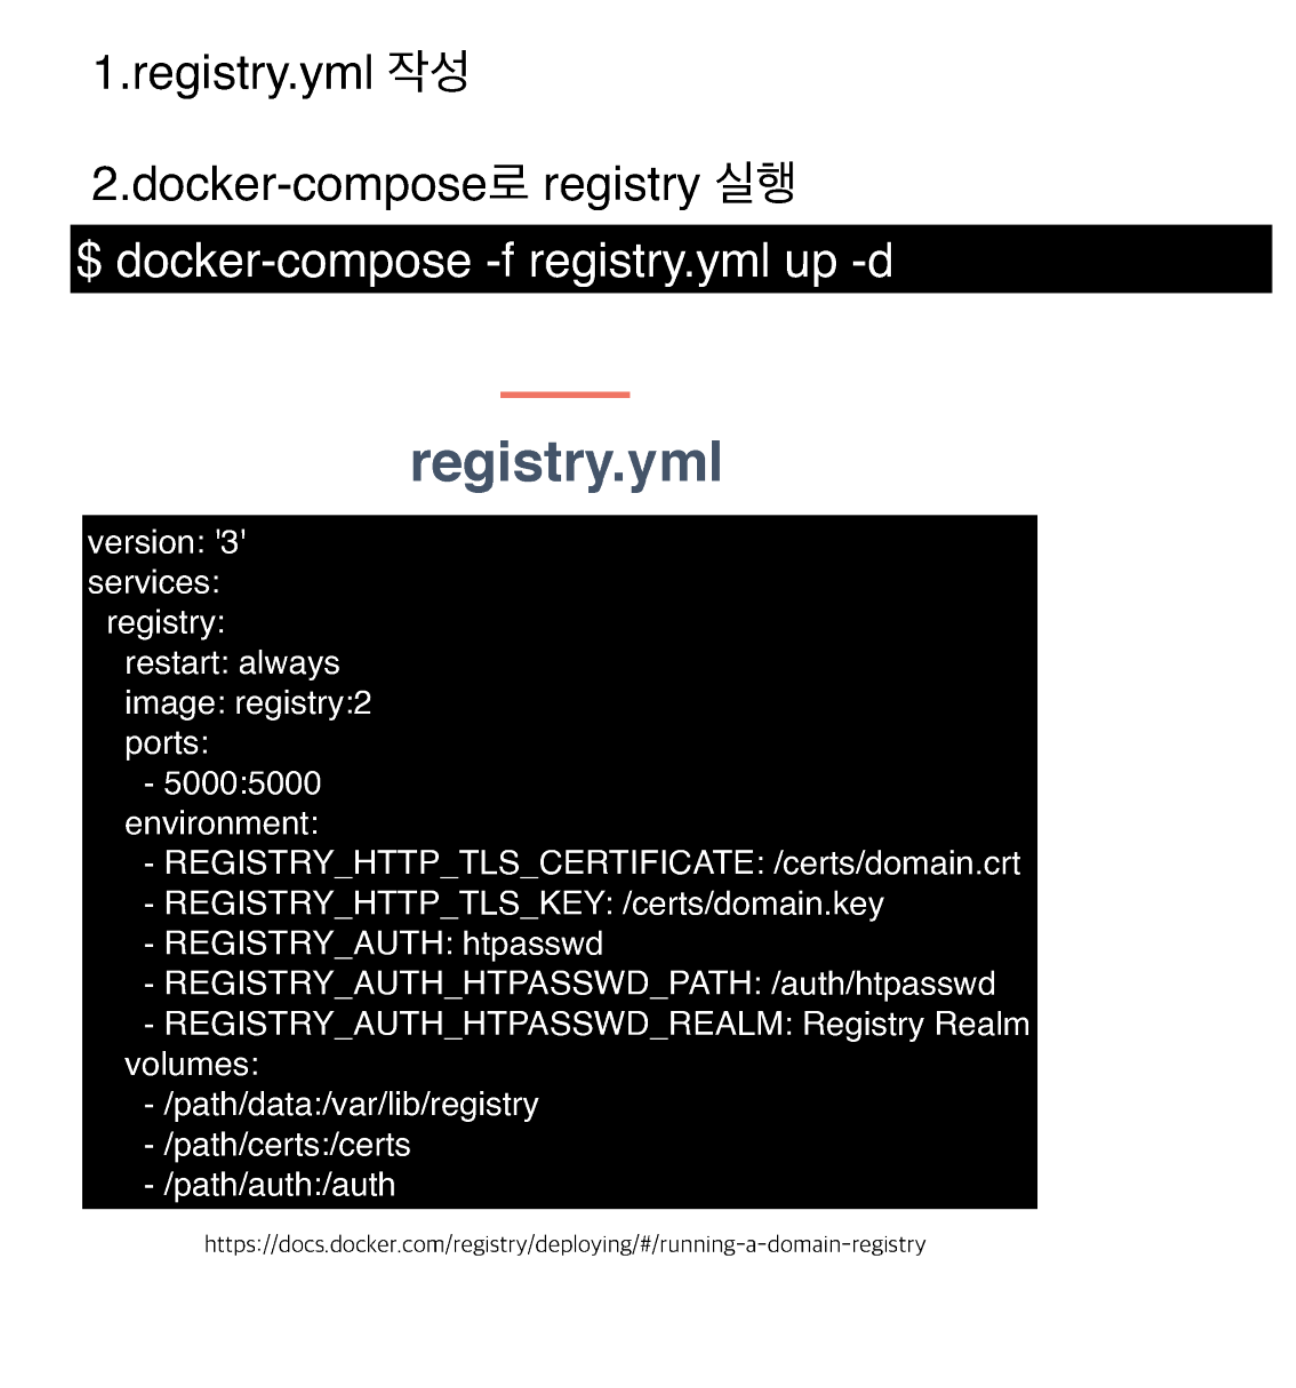 1.registry.yml 작성
2.docker-compose로 registry 실행
$ docker-compose -f registry.yml up -d
registry.yml
version: '3'
services:
  registry:
    restart: always
    image: registry:2
    ports:
      - 5000:5000
    environment:
      - REGISTRY_HTTP_TLS_CERTIFICATE: /certs/domain.crt
      - REGISTRY_HTTP_TLS_KEY: /certs/domain.key
      - REGISTRY_AUTH: htpasswd
      - REGISTRY_AUTH_HTPASSWD_PATH: /auth/htpasswd
      - REGISTRY_AUTH_HTPASSWD_REALM: Registry Realm
    volumes:
      - /path/data:/var/lib/registry
      - /path/certs:/certs
      - /path/auth:/auth
https://docs.docker.com/registry/deploying/#/running-a-domain-registry